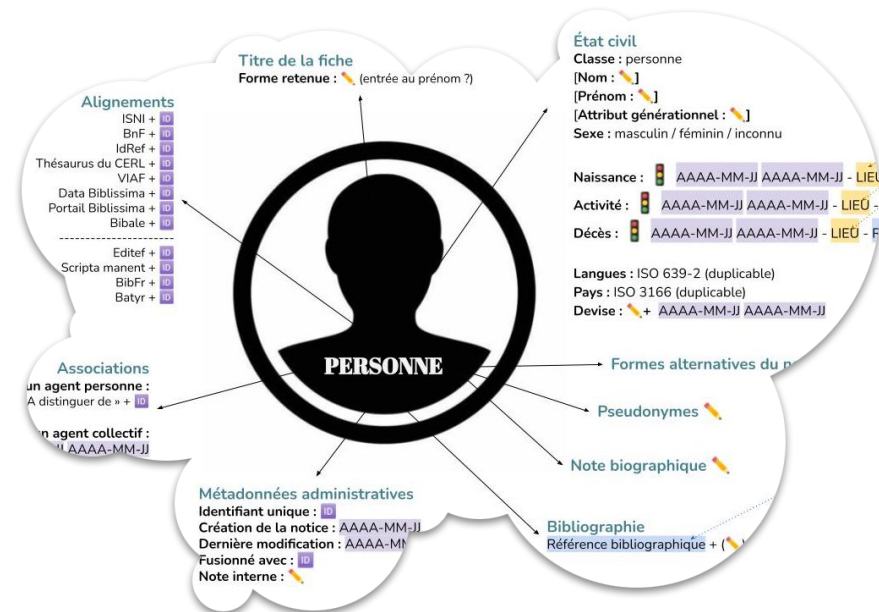 Titre de la fiche
Forme retenue : ✏️ (entrée au prénom ?)
État civil
Classe : personne
[Nom : ✏️]
[Prénom : ✏️]
[Attribut générationnel : ✏️]
Sexe : masculin / féminin / inconnu
Naissance : 🚦 AAAA-MM-JJ AAAA-MM-JJ - LIEU
Activité : 🚦 AAAA-MM-JJ AAAA-MM-JJ - LIEU -
Décès : 🚦 AAAA-MM-JJ AAAA-MM-JJ - LIEU -
Langues : ISO 639-2 (duplicable)
Pays : ISO 3166 (duplicable)
Devise : ✏️+ AAAA-MM-JJ AAAA-MM-JJ
Alignements
ISNI + 🆔
BnF + 🆔
IdRef + 🆔
Thésaurus du CERL + 🆔
VIAF + 🆔
Data Biblissima + 🆔
Portail Biblissima + 🆔
Bibale + 🆔
----------------------
Editef + 🆔
Scripta manent + 🆔
BibFr + 🆔
Batyr + 🆔
PERSONNE
Associations
un agent personne :
A distinguer de » + 🆔
n agent collectif :
AAAA-MM-JJ
Formes alternatives du
Pseudonymes ✏️
Note biographique ✏️
Bibliographie
Référence bibliographique + (✏️)
Métadonnées administratives
Identifiant unique : 🆔
Création de la notice : AAAA-MM-JJ
Dernière modification : AAAA-MM
Fusionné avec : 🆔
Note interne : ✏️